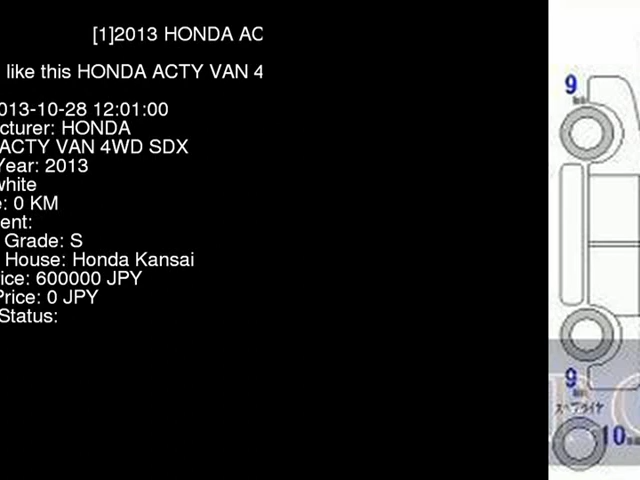 [1]2013 HONDA AC
like this HONDA ACTY VAN 4
013-10-28 12:01:00
cturer: HONDA
ACTY VAN 4WD SDX
Year: 2013
white
e: 0 KM
ent:
Grade: S
House: Honda Kansai
ice: 600000 JPY
Price: 0 JPY
Status:
9
9
スペアタイヤ
10